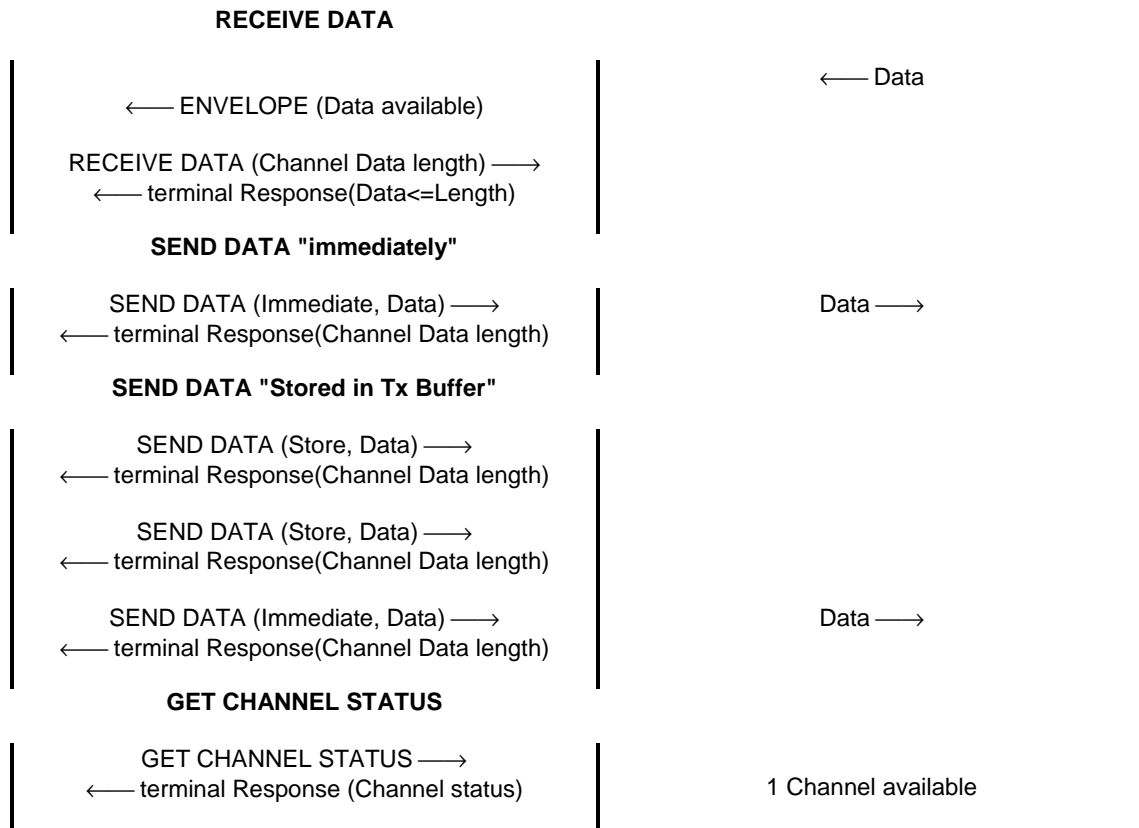 RECEIVE DATA
⟵ Data
⟵ ENVELOPE (Data available)
RECEIVE DATA (Channel Data length) ⟶
⟵ terminal Response(Data<=Length)
SEND DATA "immediately"
SEND DATA (Immediate, Data) ⟶ Data ⟶
⟵ terminal Response(Channel Data length)
SEND DATA "Stored in Tx Buffer"
SEND DATA (Store, Data) ⟶
⟵ terminal Response(Channel Data length)
SEND DATA (Store, Data) ⟶
⟵ terminal Response(Channel Data length)
SEND DATA (Immediate, Data) ⟶ Data ⟶
⟵ terminal Response(Channel Data length)
GET CHANNEL STATUS
GET CHANNEL STATUS ⟶
⟵ terminal Response (Channel status) 1 Channel available